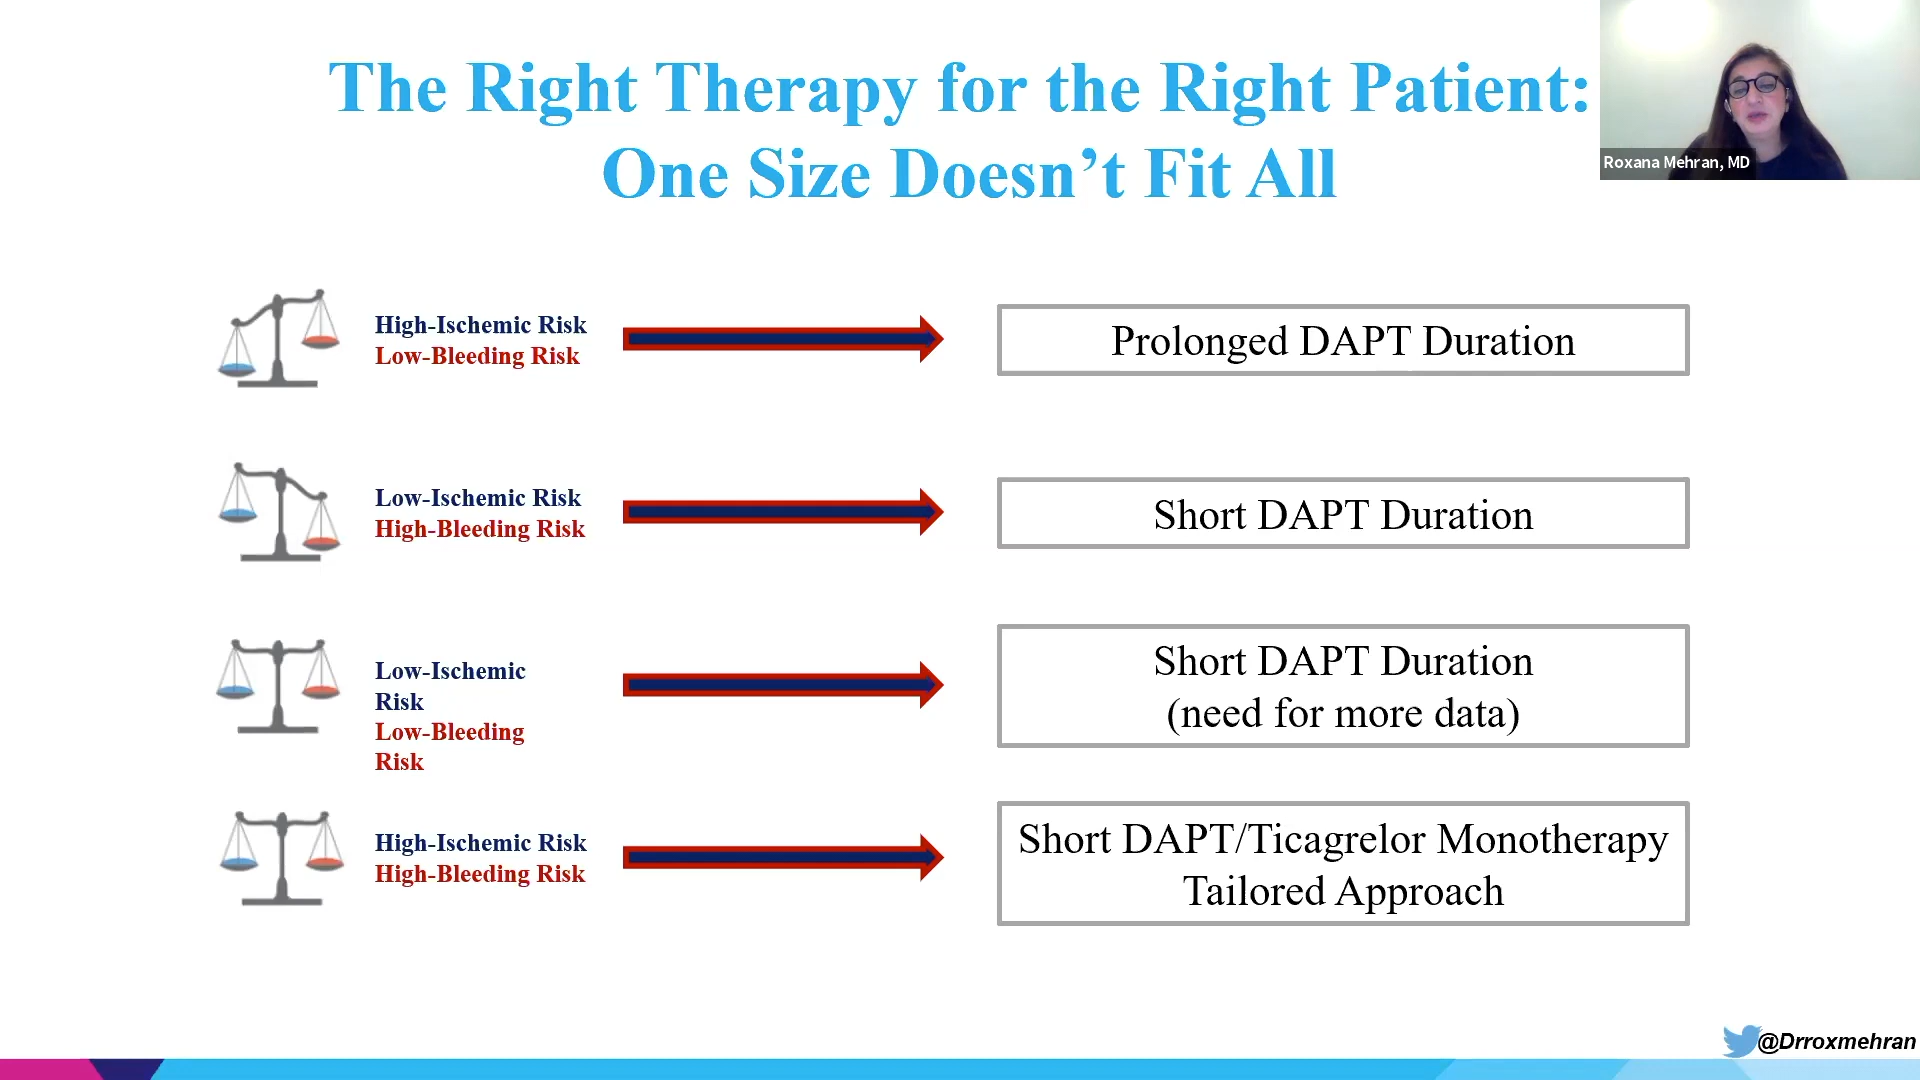 The Right Therapy for the Right Patient:
One Size Doesn’t Fit All
Roxana Mehran, MD
High-Ischemic Risk
Low-Bleeding Risk
Prolonged DAPT Duration
Low-Ischemic Risk
High-Bleeding Risk
Short DAPT Duration
Low-Ischemic
Risk
Low-Bleeding
Risk
Short DAPT Duration
(need for more data)
High-Ischemic Risk
High-Bleeding Risk
Short DAPT/Ticagrelor Monotherapy
Tailored Approach
@Drroxmehran